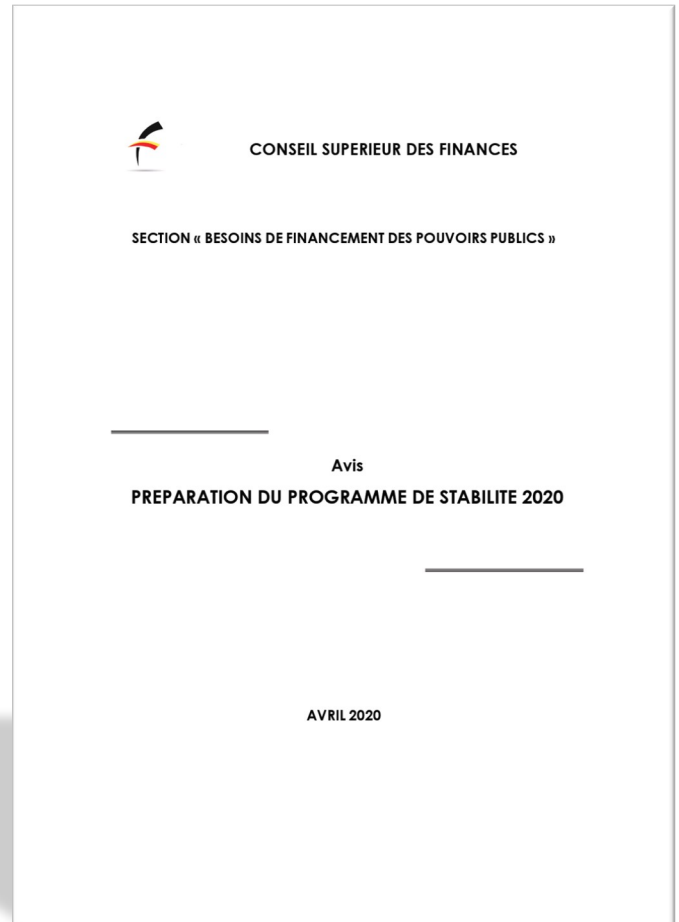 CONSEIL SUPERIEUR DES FINANCES
SECTION « BESOINS DE FINANCEMENT DES POUVOIRS PUBLICS »
Avis
PREPARATION DU PROGRAMME DE STABILITE 2020
AVRIL 2020